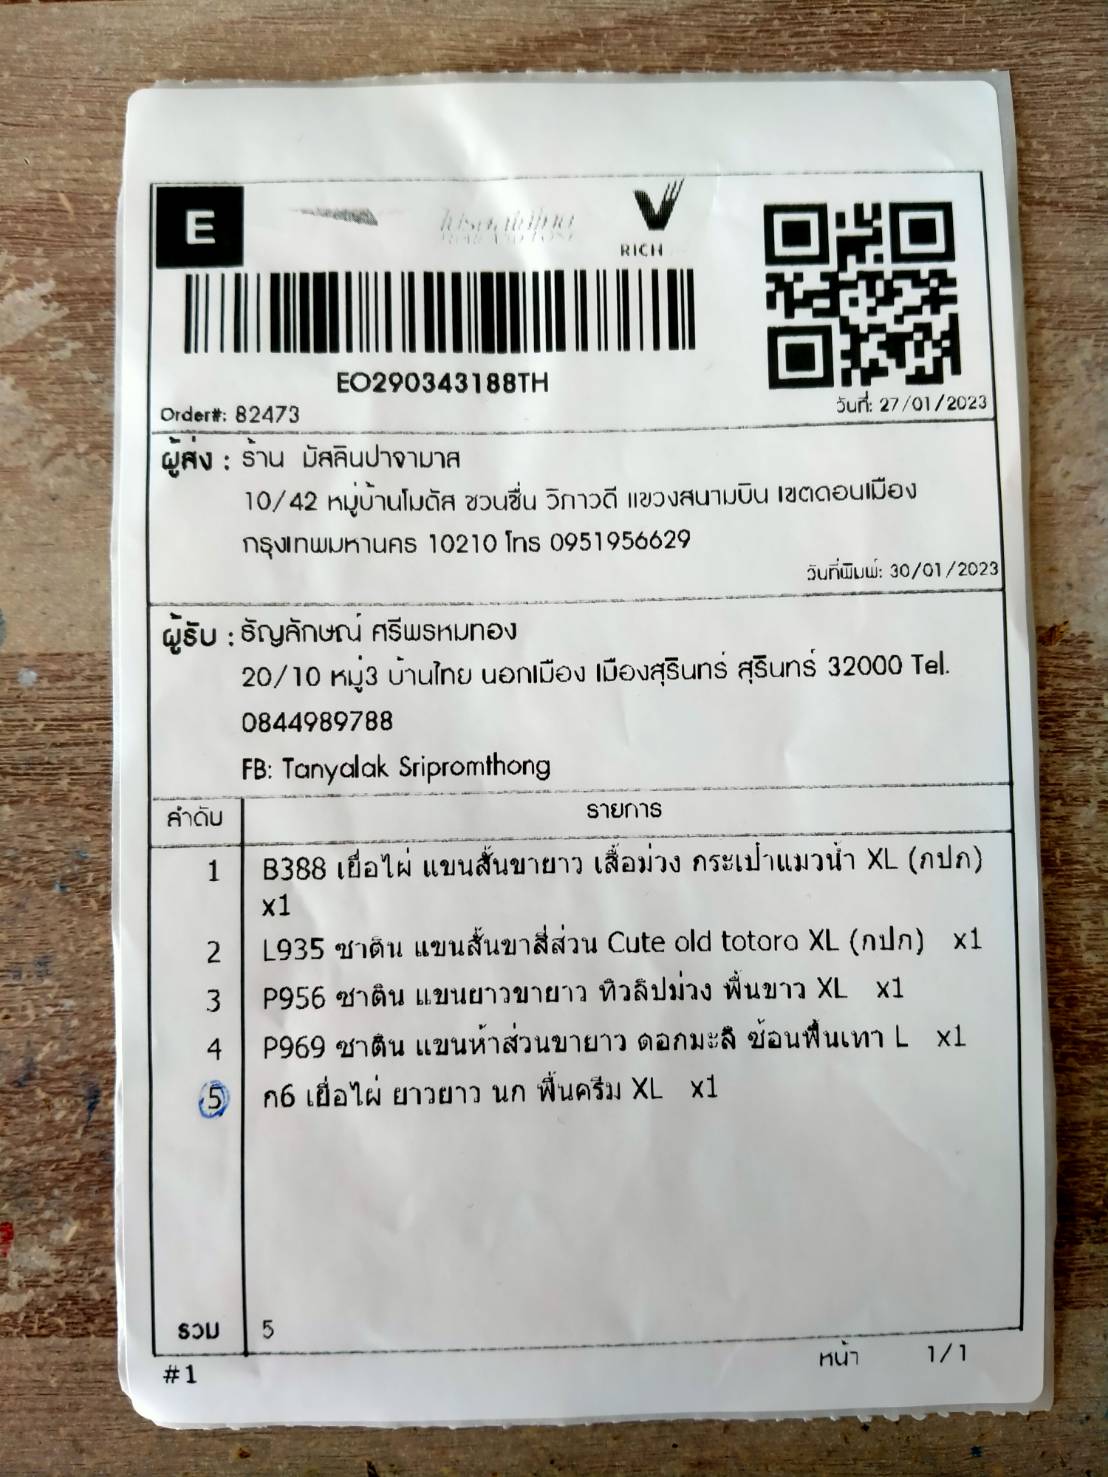 E
ไปรษณีย์ไทย
THAILAND POST
RICH
EO290343188TH
Order#: 82473
วันที่: 27/01/2023
ผู้ส่ง : ร้าน มัสลินปาจามาส
10/42 หมู่บ้านโมดัส ชวนชื่น วิภาวดี แขวงสนามบิน เขตดอนเมือง
กรุงเทพมหานคร 10210 โทร 0951956629
วันที่พิมพ์: 30/01/2023
ผู้รับ : ธัญลักษณ์ ศรีพรหมทอง
20/10 หมู่3 บ้านไทย นอกเมือง เมืองสุรินทร์ สุรินทร์ 32000 Tel.
0844989788
FB: Tanyalak Sripromthong
ลำดับ รายการ
1 B388 เยื่อไผ่ แขนสั้นขายาว เสื้อม่วง กระเป๋าแมวน้ำ XL (กปก)
x1
2 L935 ซาติน แขนสั้นขาสี่ส่วน Cute old totoro XL (กปก) x1
3 P956 ซาติน แขนยาวขายาว ทิวลิปม่วง พื้นขาว XL x1
4 P969 ซาติน แขนห้าส่วนขายาว ดอกมะลิ ซ้อนพื้นเทา L x1
5 ก6 เยื่อไผ่ ยาวยาว นก พื้นครีม XL x1
รวม 5
#1 หน้า 1/1